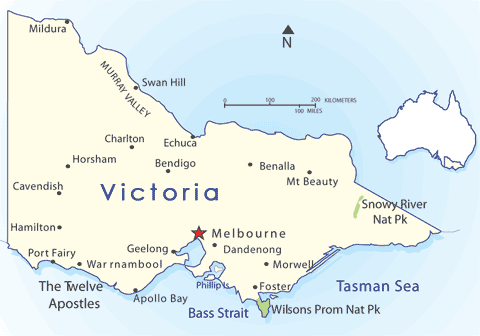 Mildura
N
MURRAY VALLEY
Swan Hill
0 100 200 KILOMETERS
100 MILES
Charlton
Echuca
Horsham
Bendigo
Benalla
Mt Beauty
Cavendish
Victoria
Snowy River
Nat Pk
Hamilton
Melbourne
Geelong
Dandenong
Port Fairy
Warrnambool
Morwell
The Twelve
Apostles
Phillip Is
Foster
Tasman Sea
Apollo Bay
Bass Strait
Wilsons Prom Nat Pk